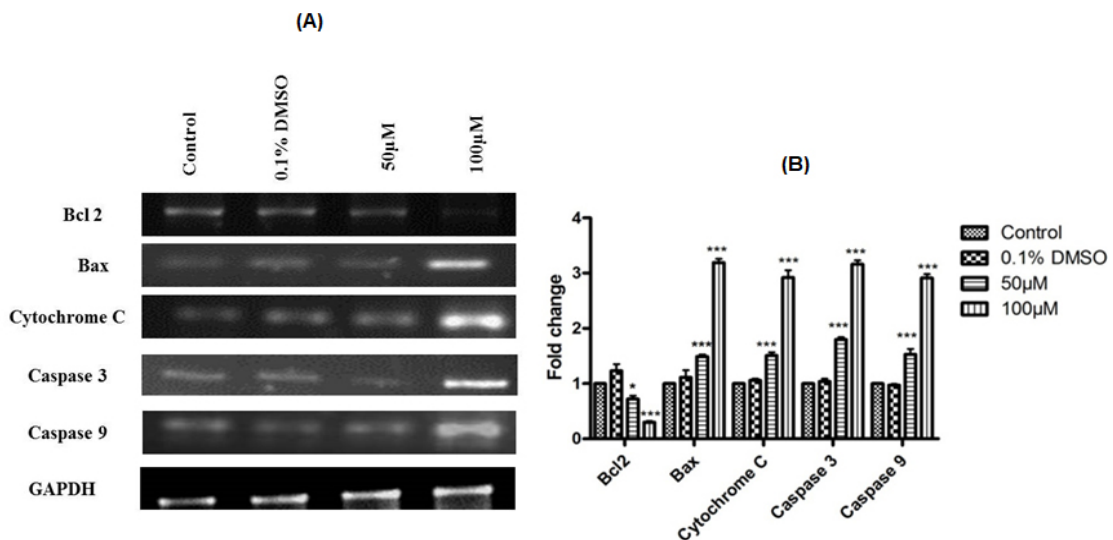 (A)
Control
0.1% DMSO
50µM
100µM
Bcl 2
Bax
Cytochrome C
Caspase 3
Caspase 9
GAPDH
(B)
Fold change
4
3
2
1
0
*
***
***
***
***
***
***
***
***
***
Bcl2
Bax
Cytochrome C
Caspase 3
Caspase 9
Control
0.1% DMSO
50µM
100µM